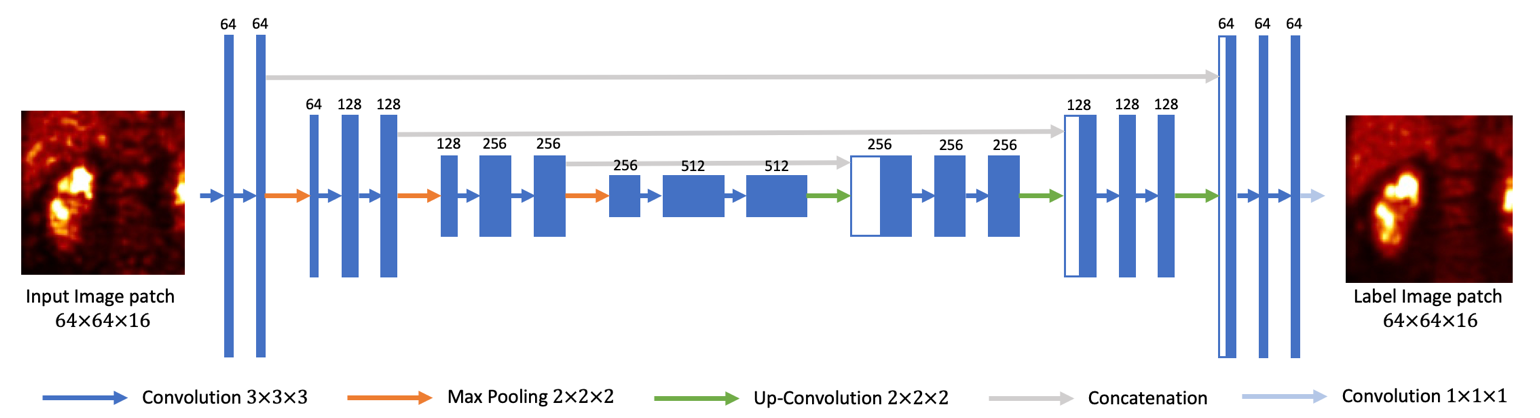 64 64
64 128 128
128 256 256
256 512 512
256 256 256
128 128 128
64 64 64
Input Image patch
64×64×16
Label Image patch
64×64×16
Convolution 3×3×3
Max Pooling 2×2×2
Up-Convolution 2×2×2
Concatenation
Convolution 1×1×1